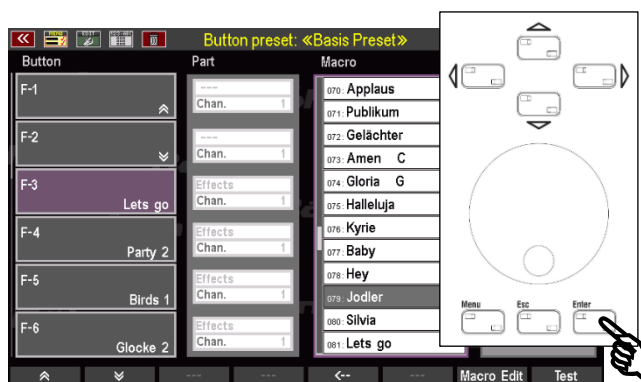 MENU EDIT
Button preset: «Basis Preset»
Button Part Macro
F-1
---
Chan. 1
F-2
---
Chan. 1
F-3
Lets go
Effects
Chan. 1
F-4
Party 2
Effects
Chan. 1
F-5
Birds 1
Effects
Chan. 1
F-6
Glocke 2
Effects
Chan. 1
070: Applaus
071: Publikum
072: Gelächter
073: Amen C
074: Gloria G
075: Halleluja
076: Kyrie
077: Baby
078: Hey
079: Jodler
080: Silvia
081: Lets go
--- --- <-- --- Macro Edit Test
Menu Esc Enter